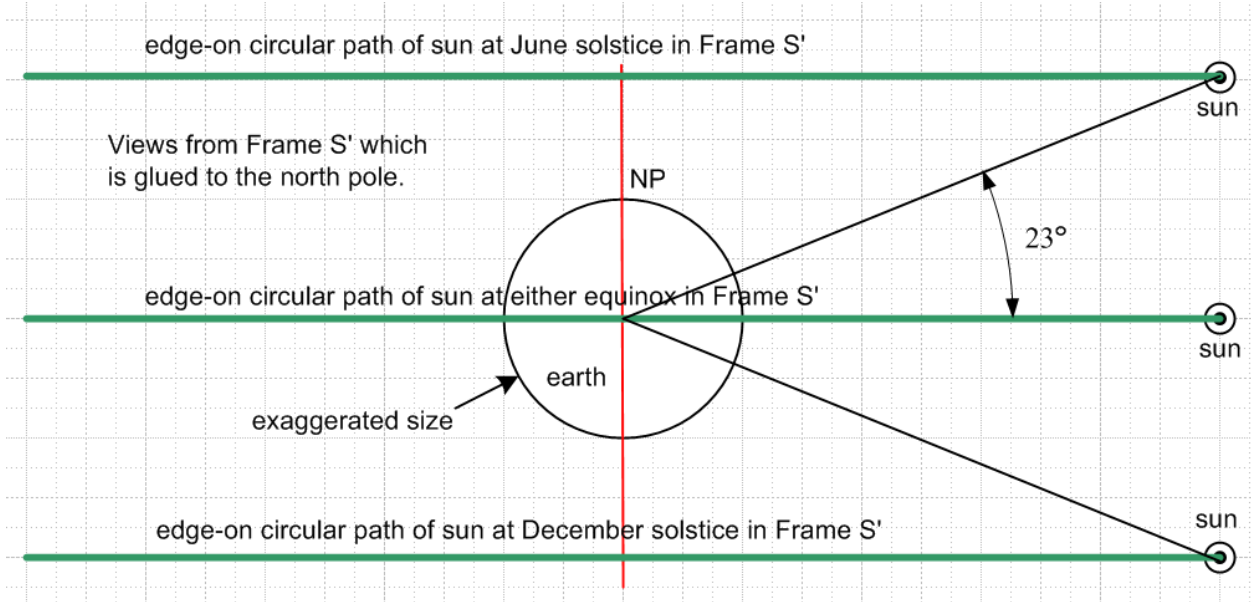 edge-on circular path of sun at June solstice in Frame S'
sun
Views from Frame S' which
is glued to the north pole.
NP
23°
edge-on circular path of sun at either equinox in Frame S'
sun
earth
exaggerated size
sun
edge-on circular path of sun at December solstice in Frame S'